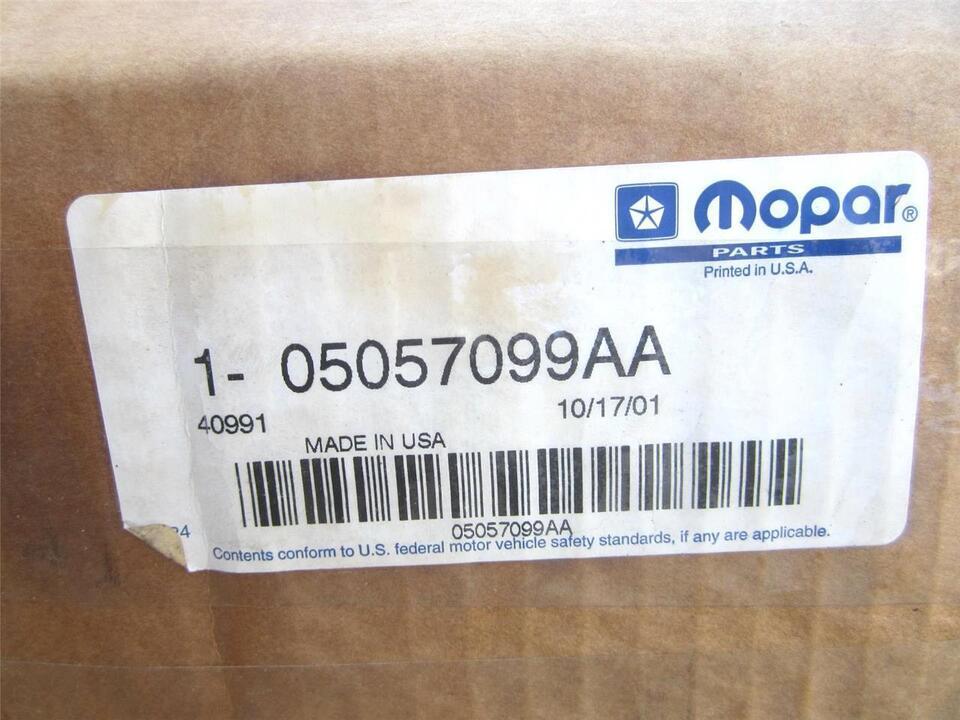 Mopar®
PARTS
Printed in U.S.A.
1- 05057099AA
40991 10/17/01
MADE IN USA
05057099AA
24
Contents conform to U.S. federal motor vehicle safety standards, if any are applicable.